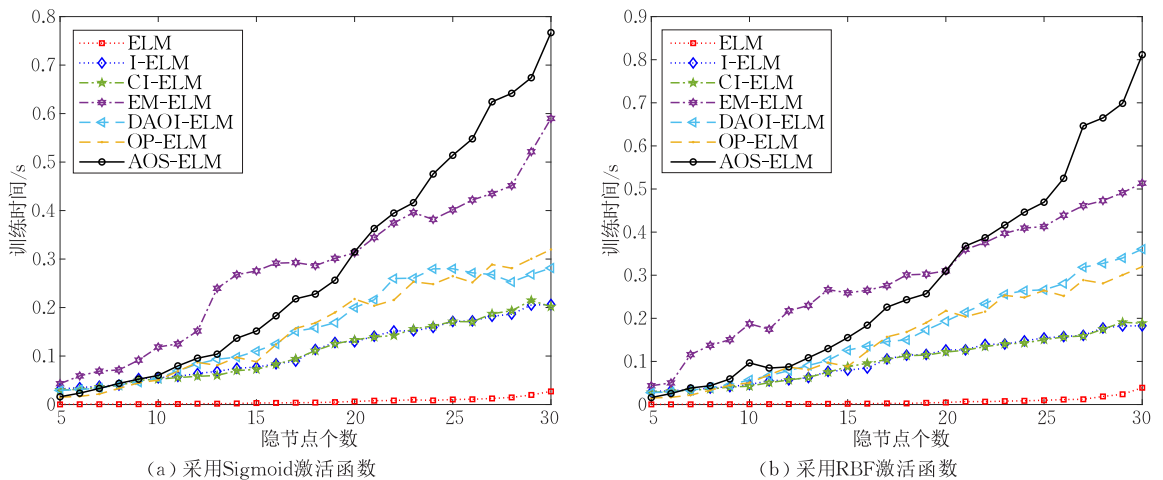 0.8
0.7
0.6
0.5
0.4
0.3
0.2
0.1
0
训练时间/s
ELM
I-ELM
CI-ELM
EM-ELM
DAOI-ELM
OP-ELM
AOS-ELM
5 10 15 20 25 30
隐节点个数
(a) 采用Sigmoid激活函数
0.9
0.8
0.7
0.6
0.5
0.4
0.3
0.2
0.1
0
训练时间/s
ELM
I-ELM
CI-ELM
EM-ELM
DAOI-ELM
OP-ELM
AOS-ELM
5 10 15 20 25 30
隐节点个数
(b) 采用RBF激活函数